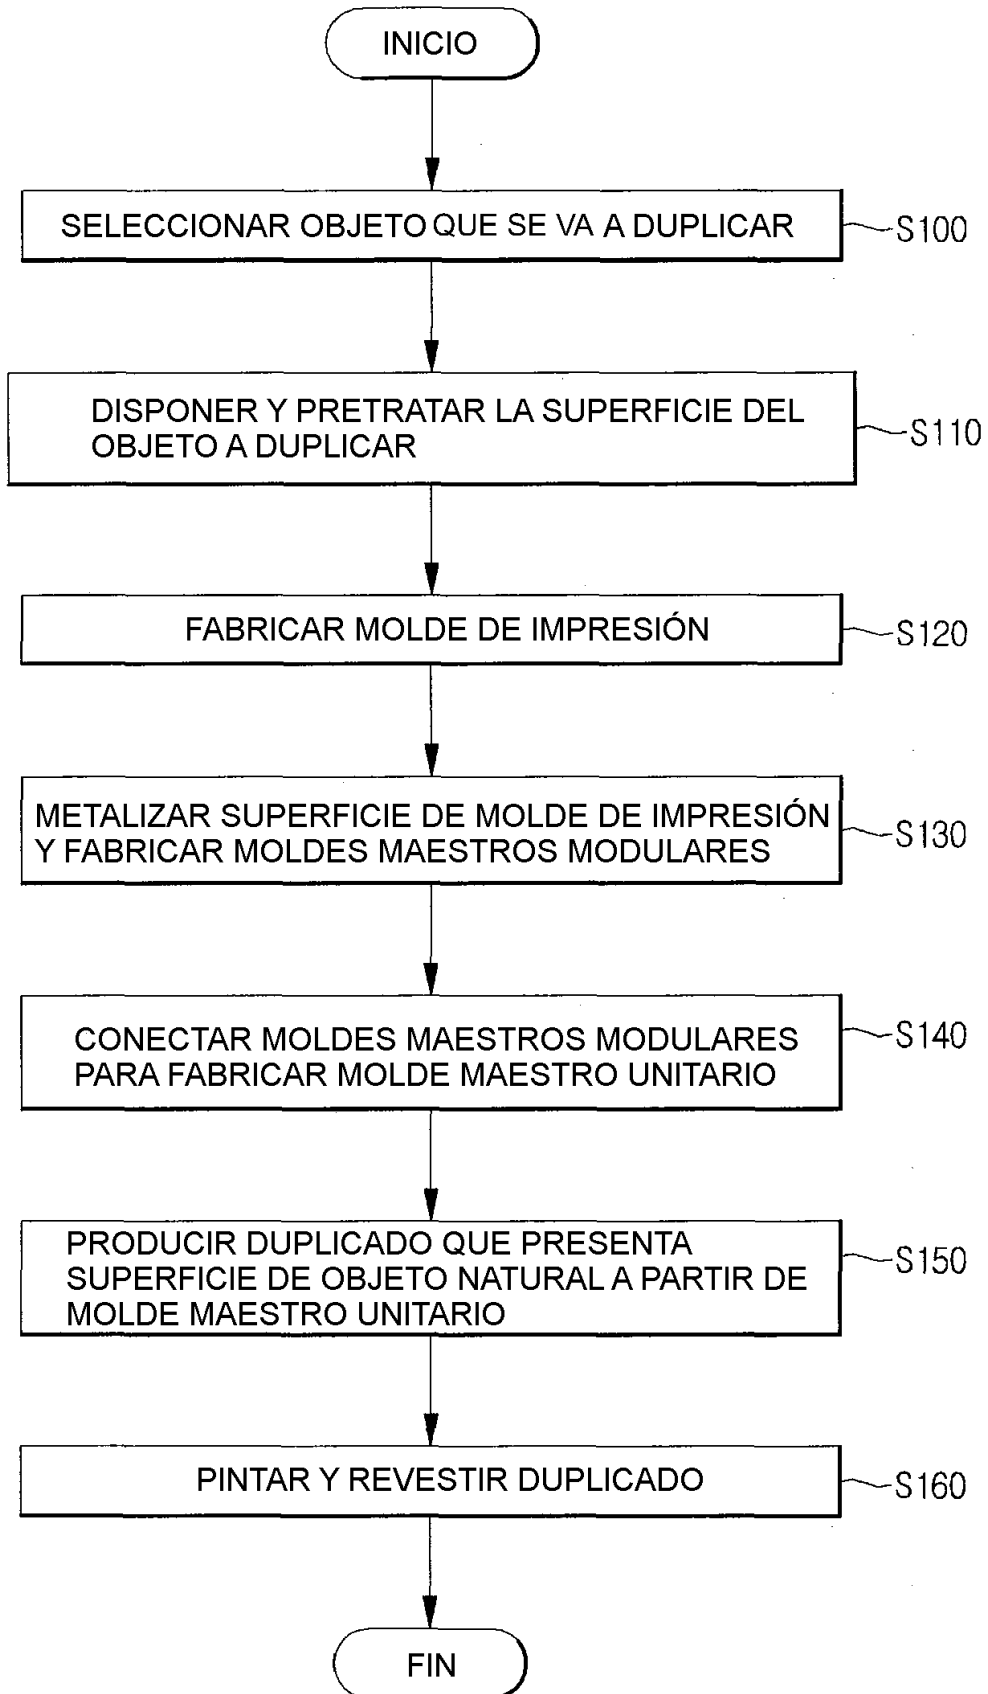 INICIO
SELECCIONAR OBJETO QUE SE VA A DUPLICAR
S100
DISPONER Y PRETRATAR LA SUPERFICIE DEL
OBJETO A DUPLICAR
S110
FABRICAR MOLDE DE IMPRESIÓN
S120
METALIZAR SUPERFICIE DE MOLDE DE IMPRESIÓN
Y FABRICAR MOLDES MAESTROS MODULARES
S130
CONECTAR MOLDES MAESTROS MODULARES
PARA FABRICAR MOLDE MAESTRO UNITARIO
S140
PRODUCIR DUPLICADO QUE PRESENTA
SUPERFICIE DE OBJETO NATURAL A PARTIR DE
MOLDE MAESTRO UNITARIO
S150
PINTAR Y REVESTIR DUPLICADO
S160
FIN